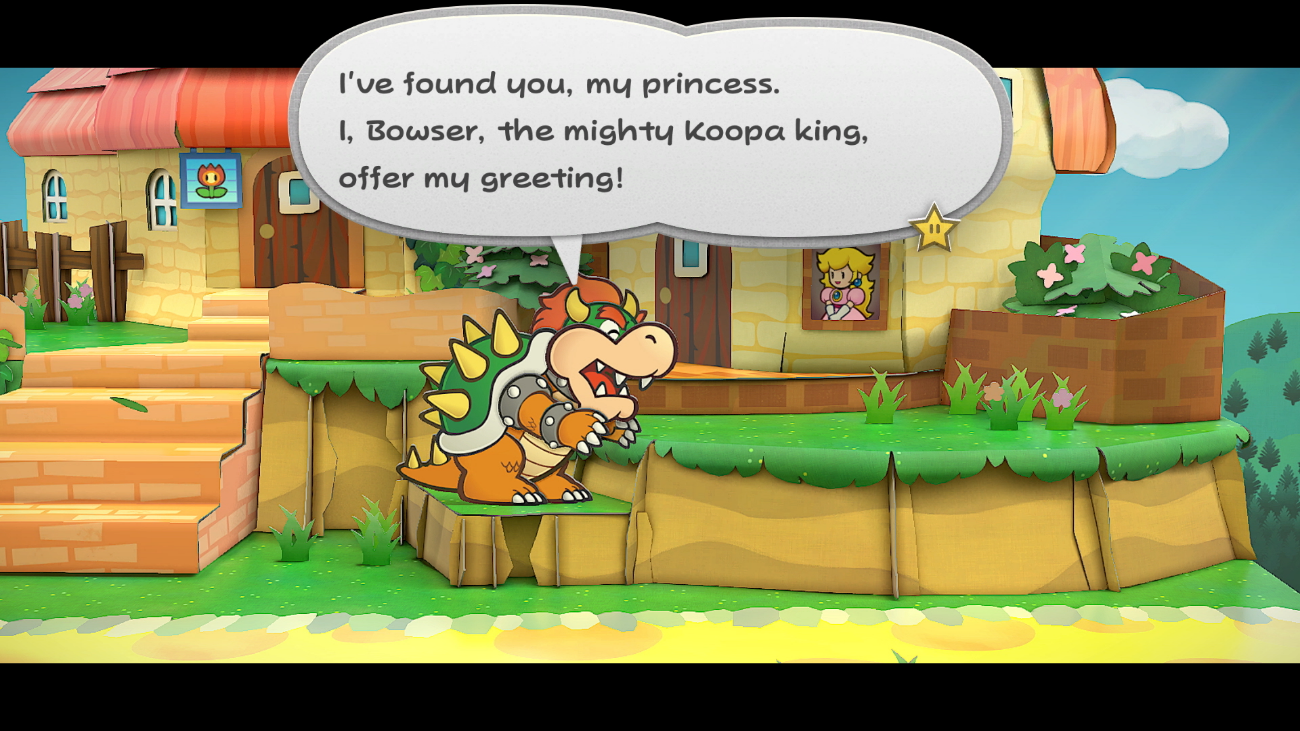 I've found you, my princess.
I, Bowser, the mighty Koopa king,
offer my greeting!